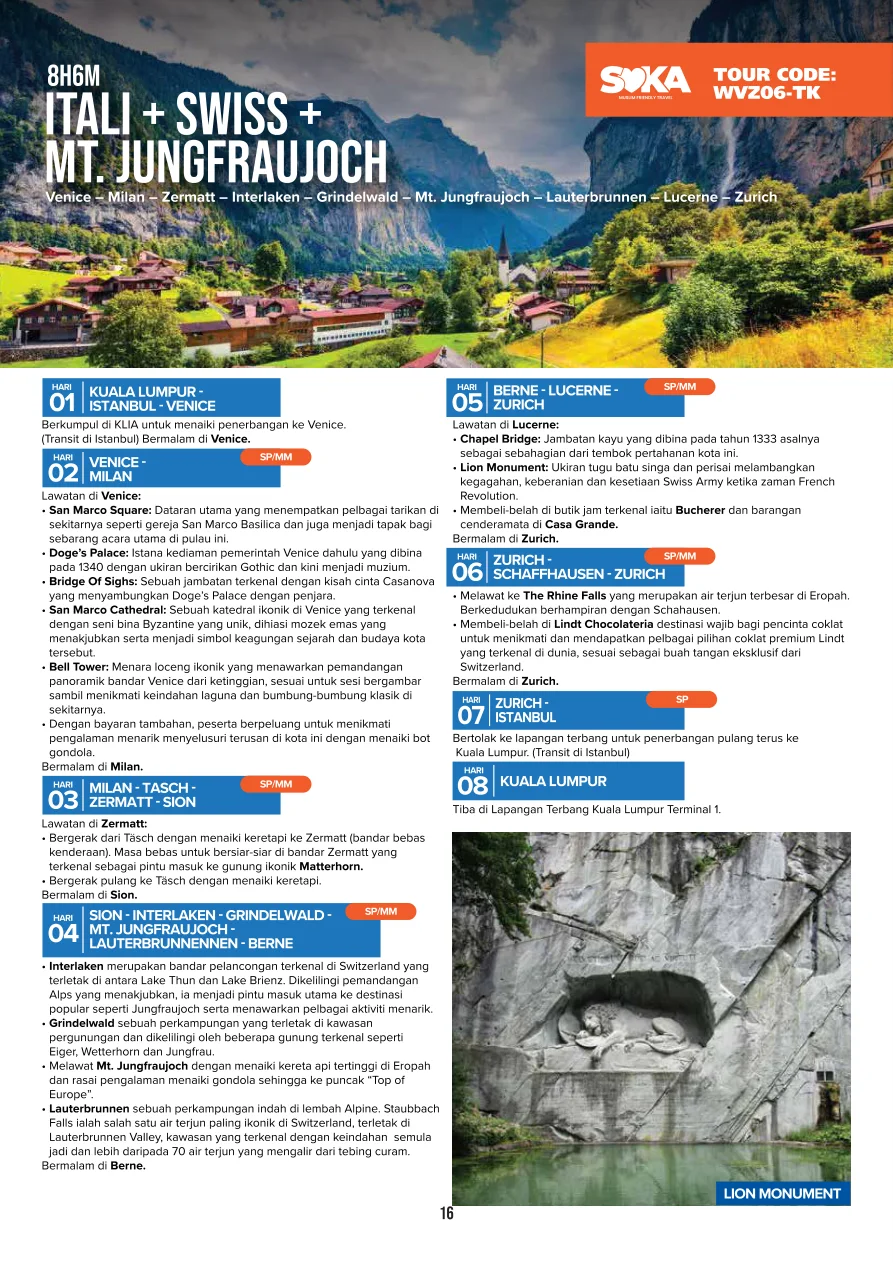 8H6M
ITALI + SWISS +
MT. JUNGFRAUJOCH
Venice – Milan – Zermatt – Interlaken – Grindelwald – Mt. Jungfraujoch – Lauterbrunnen – Lucerne – Zurich
SOKA
MUSLIM FRIENDLY TRAVEL
TOUR CODE:
WVZ06-TK
HARI
01
KUALA LUMPUR -
ISTANBUL - VENICE
Berkumpul di KLIA untuk menaiki penerbangan ke Venice.
(Transit di Istanbul) Bermalam di Venice.
HARI
02
VENICE -
MILAN
SP/MM
Lawatan di Venice:
• San Marco Square: Dataran utama yang menempatkan pelbagai tarikan di
sekitarnya seperti gereja San Marco Basilica dan juga menjadi tapak bagi
sebarang acara utama di pulau ini.
• Doge's Palace: Istana kediaman pemerintah Venice dahulu yang dibina
pada 1340 dengan ukiran bercirikan Gothic dan kini menjadi muzium.
• Bridge Of Sighs: Sebuah jambatan terkenal dengan kisah cinta Casanova
yang menyambungkan Doge's Palace dengan penjara.
• San Marco Cathedral: Sebuah katedral ikonik di Venice yang terkenal
dengan seni bina Byzantine yang unik, dihiasi mozek emas yang
menakjubkan serta menjadi simbol keagungan sejarah dan budaya kota
tersebut.
• Bell Tower: Menara loceng ikonik yang menawarkan pemandangan
panoramik bandar Venice dari ketinggian, sesuai untuk sesi bergambar
sambil menikmati keindahan laguna dan bumbung-bumbung klasik di
sekitarnya.
• Dengan bayaran tambahan, peserta berpeluang untuk menikmati
pengalaman menarik menyelusuri terusan di kota ini dengan menaiki bot
gondola.
Bermalam di Milan.
HARI
03
MILAN - TASCH -
ZERMATT - SION
SP/MM
Lawatan di Zermatt:
• Bergerak dari Täsch dengan menaiki keretapi ke Zermatt (bandar bebas
kenderaan). Masa bebas untuk bersiar-siar di bandar Zermatt yang
terkenal sebagai pintu masuk ke gunung ikonik Matterhorn.
• Bergerak pulang ke Täsch dengan menaiki keretapi.
Bermalam di Sion.
HARI
04
SION - INTERLAKEN - GRINDELWALD -
MT. JUNGFRAUJOCH -
LAUTERBRUNNENNEN - BERNE
SP/MM
• Interlaken merupakan bandar pelancongan terkenal di Switzerland yang
terletak di antara Lake Thun dan Lake Brienz. Dikelilingi pemandangan
Alps yang menakjubkan, ia menjadi pintu masuk utama ke destinasi
popular seperti Jungfraujoch serta menawarkan pelbagai aktiviti menarik.
• Grindelwald sebuah perkampungan yang terletak di kawasan
pergunungan dan dikelilingi oleh beberapa gunung terkenal seperti
Eiger, Wetterhorn dan Jungfrau.
• Melawat Mt. Jungfraujoch dengan menaiki kereta api tertinggi di Eropah
dan rasai pengalaman menaiki gondola sehingga ke puncak “Top of
Europe”.
• Lauterbrunnen sebuah perkampungan indah di lembah Alpine. Staubbach
Falls ialah salah satu air terjun paling ikonik di Switzerland, terletak di
Lauterbrunnen Valley, kawasan yang terkenal dengan keindahan semula
jadi dan lebih daripada 70 air terjun yang mengalir dari tebing curam.
Bermalam di Berne.
HARI
05
BERNE - LUCERNE -
ZURICH
SP/MM
Lawatan di Lucerne:
• Chapel Bridge: Jambatan kayu yang dibina pada tahun 1333 asalnya
sebagai sebahagian dari tembok pertahanan kota ini.
• Lion Monument: Ukiran tugu batu singa dan perisai melambangkan
kegagahan, keberanian dan kesetiaan Swiss Army ketika zaman French
Revolution.
• Membeli-belah di butik jam terkenal iaitu Bucherer dan barangan
cenderamata di Casa Grande.
Bermalam di Zurich.
HARI
06
ZURICH -
SCHAFFHAUSEN - ZURICH
SP/MM
• Melawat ke The Rhine Falls yang merupakan air terjun terbesar di Eropah.
Berkedudukan berhampiran dengan Schahausen.
• Membeli-belah di Lindt Chocolateria destinasi wajib bagi pencinta coklat
untuk menikmati dan mendapatkan pelbagai pilihan coklat premium Lindt
yang terkenal di dunia, sesuai sebagai buah tangan eksklusif dari
Switzerland.
Bermalam di Zurich.
HARI
07
ZURICH -
ISTANBUL
SP
Bertolak ke lapangan terbang untuk penerbangan pulang terus ke
Kuala Lumpur. (Transit di Istanbul)
HARI
08
KUALA LUMPUR
Tiba di Lapangan Terbang Kuala Lumpur Terminal 1.
LION MONUMENT
16